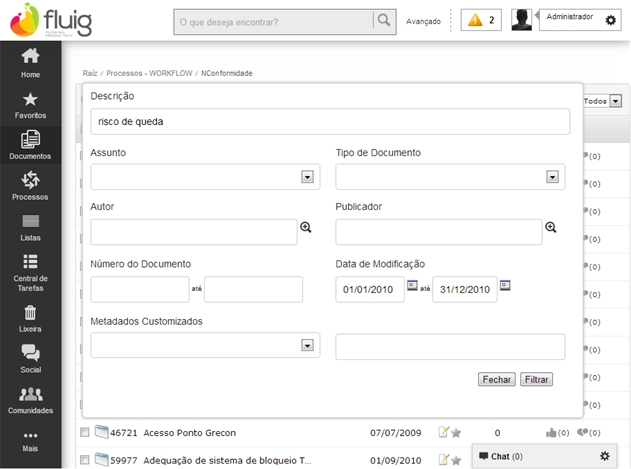 fluig
O que deseja encontrar?
Avançado
2
Administrador
Home
Favoritos
Documentos
Processos
Listas
Central de
Tarefas
Lixeira
Social
Comunidades
Mais
Raíz / Processos - WORKFLOW / NConformidade
Todos
Descrição
risco de queda
Assunto
Tipo de Documento
Autor
Publicador
Número do Documento
Data de Modificação
até
01/01/2010 até 31/12/2010
Metadados Customizados
Fechar Filtrar
(0)
(0)
(0)
(0)
(0)
(0)
(0)
(0)
(0)
(0)
46721 Acesso Ponto Grecon 07/07/2009 0 (0) (0)
59977 Adequação de sistema de bloqueio T... 01/09/2010
Chat (0)